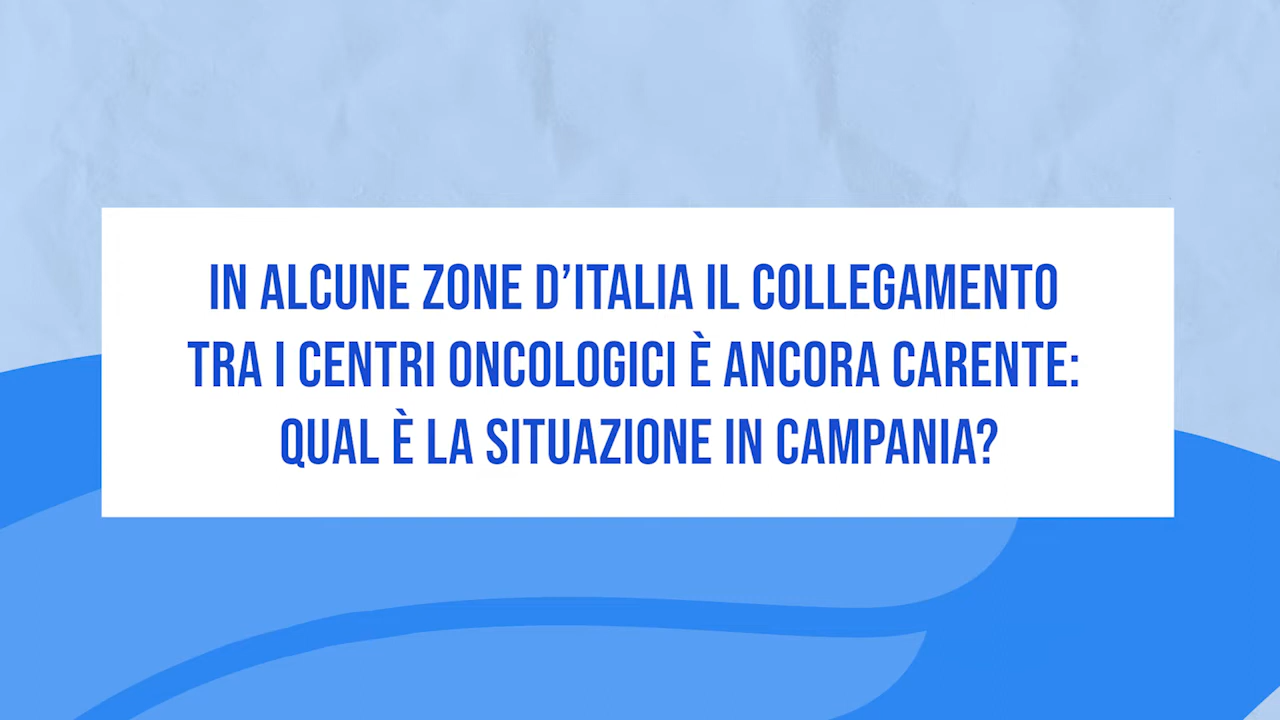 IN ALCUNE ZONE D’ITALIA IL COLLEGAMENTO
TRA I CENTRI ONCOLOGICI È ANCORA CARENTE:
QUAL È LA SITUAZIONE IN CAMPANIA?